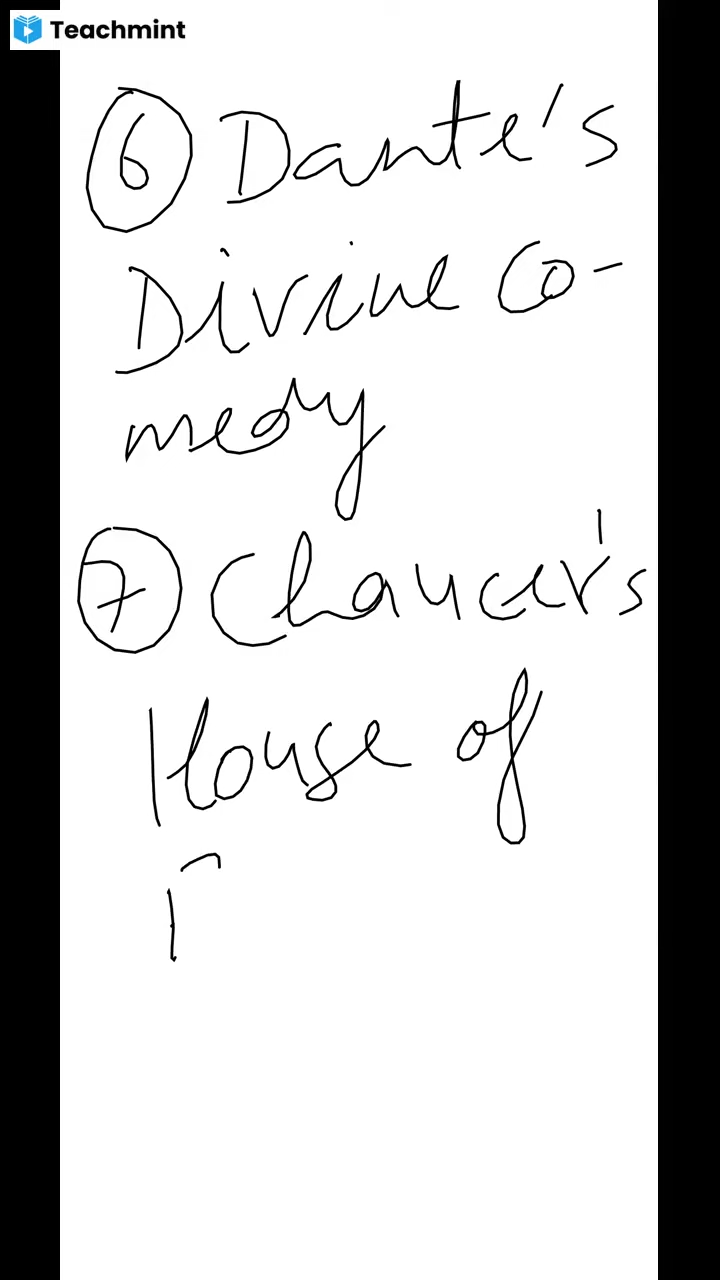 Teachmint
6 Dante's
Divine Co-
medy
7 Chaucer's
House of